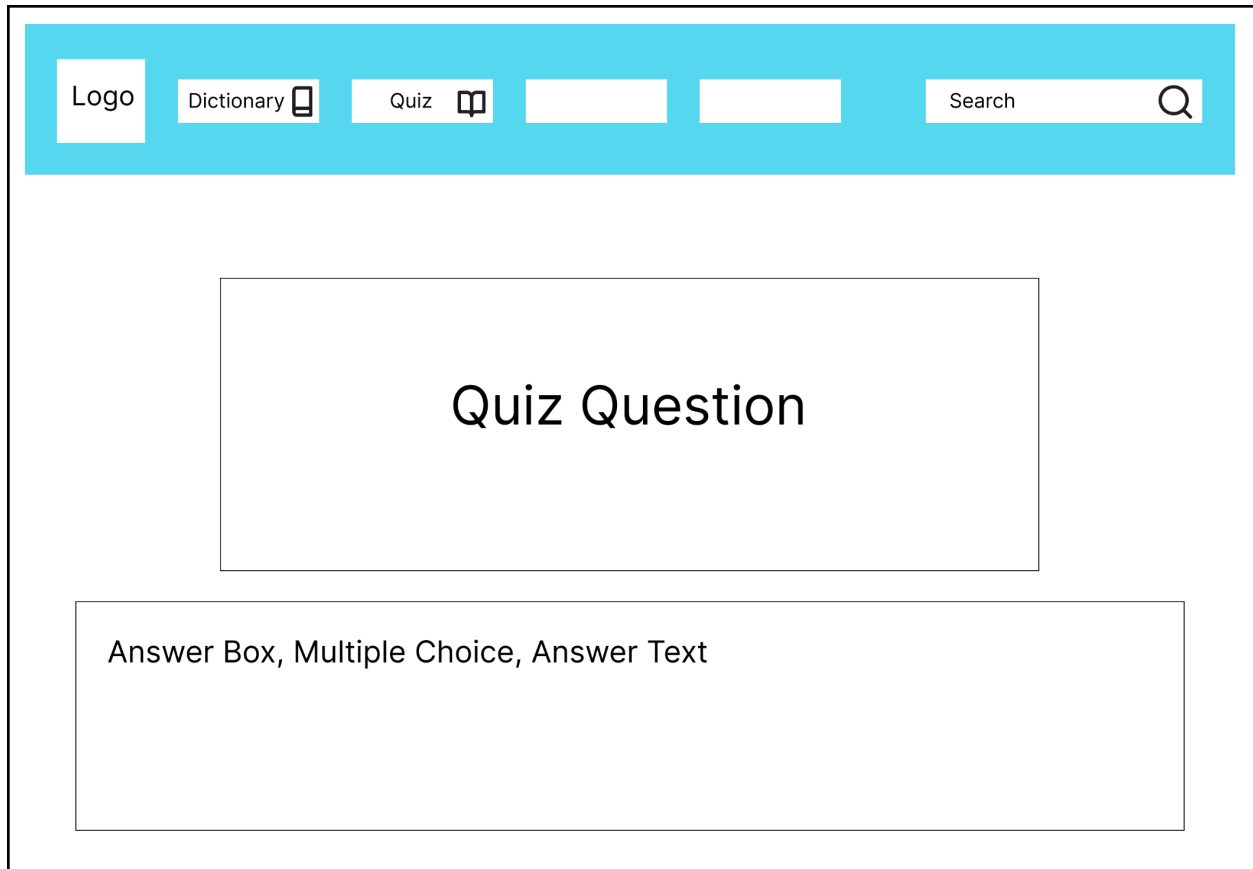 Logo
Dictionary
Quiz
Search
Quiz Question
Answer Box, Multiple Choice, Answer Text